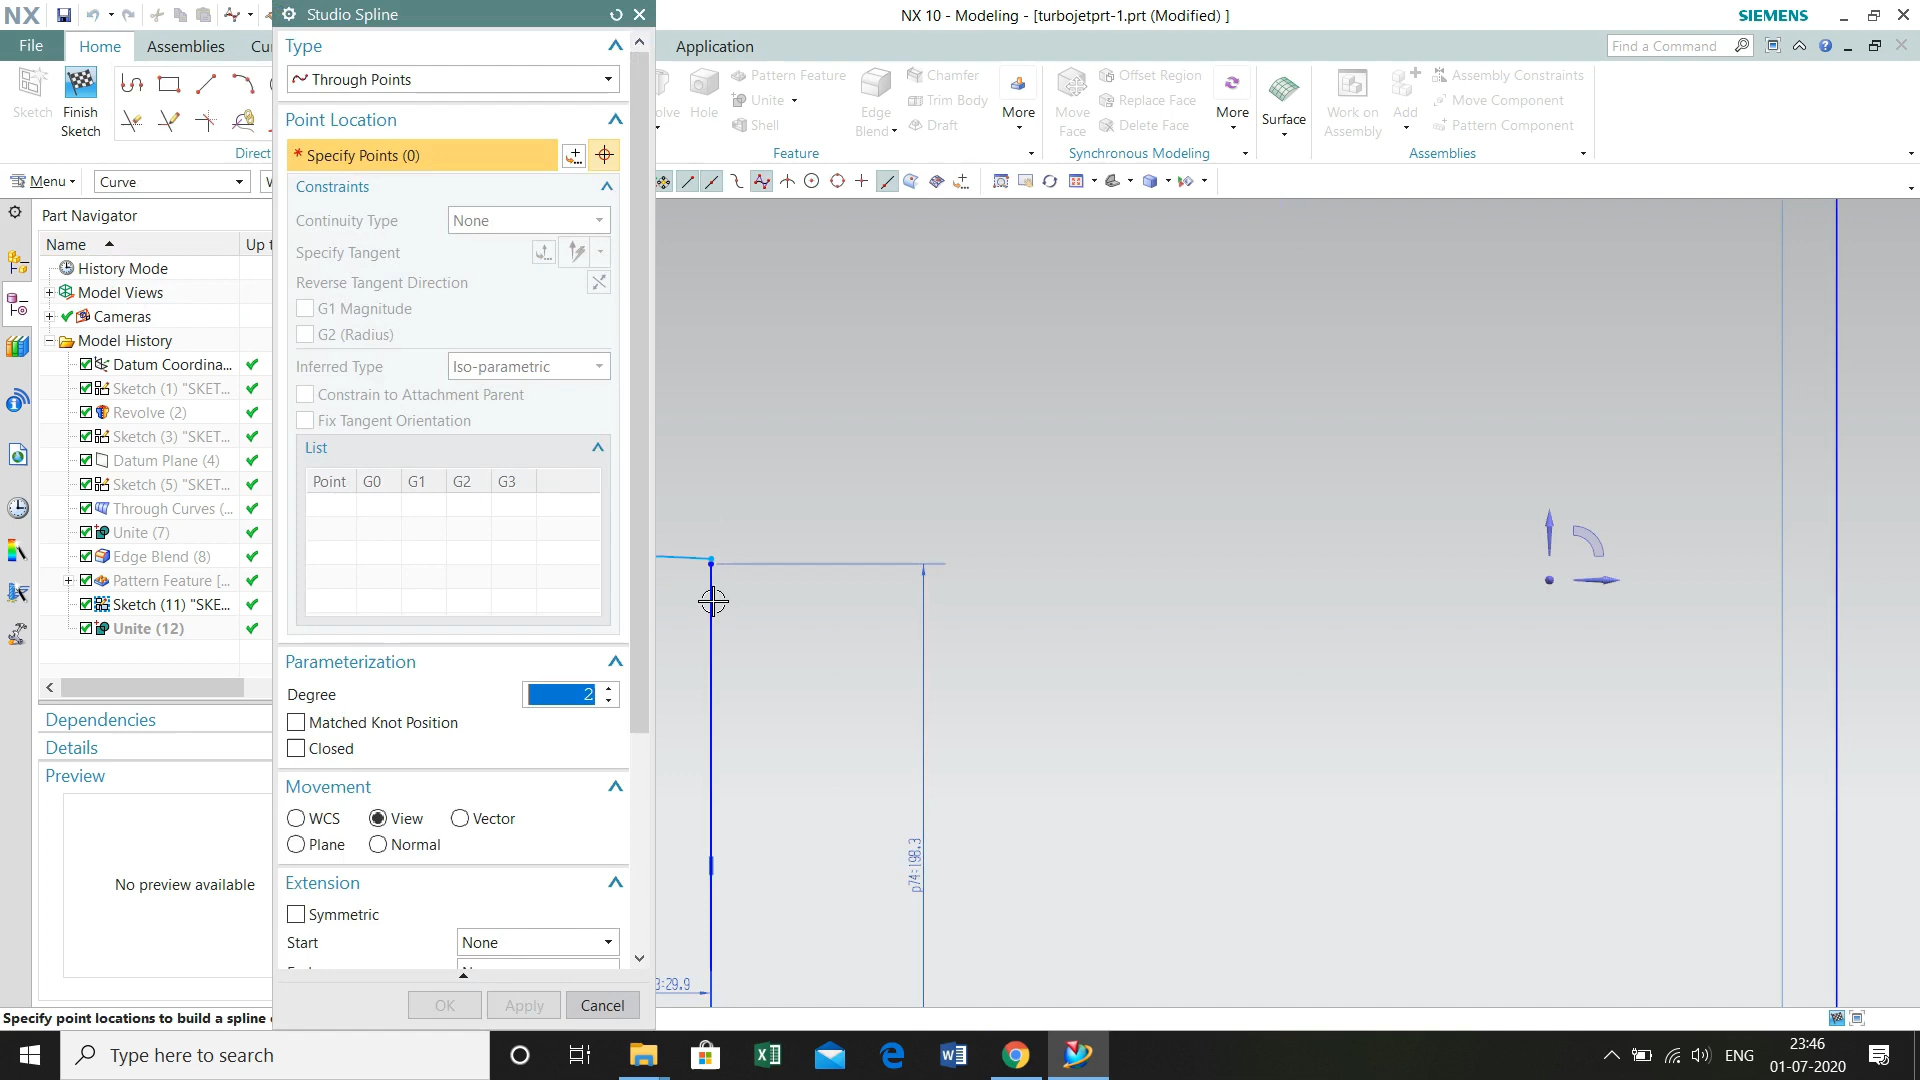 NX
Studio Spline
NX 10 - Modeling - [turbojetprt-1.prt (Modified) ]
SIEMENS
File
Home
Assemblies
Cu
Application
Find a Command
Sketch
Finish
Sketch
Direct
Hole
Pattern Feature
Unite
Shell
Edge
Blend
Chamfer
Trim Body
Draft
More
Feature
Move
Face
Offset Region
Replace Face
Delete Face
More
Synchronous Modeling
Surface
Work on
Assembly
Add
Assembly Constraints
Move Component
Pattern Component
Assemblies
Menu
Curve
Part Navigator
Name
Up t
History Mode
Model Views
Cameras
Model History
Datum Coordina...
Sketch (1) "SKET...
Revolve (2)
Sketch (3) "SKET...
Datum Plane (4)
Sketch (5) "SKET...
Through Curves (...
Unite (7)
Edge Blend (8)
Pattern Feature [...
Sketch (11) "SKE...
Unite (12)
Dependencies
Details
Preview
No preview available
Type
Through Points
Point Location
* Specify Points (0)
Constraints
Continuity Type
None
Specify Tangent
Reverse Tangent Direction
G1 Magnitude
G2 (Radius)
Inferred Type
Iso-parametric
Constrain to Attachment Parent
Fix Tangent Orientation
List
Point G0 G1 G2 G3
Parameterization
Degree
2
Matched Knot Position
Closed
Movement
WCS
View
Vector
Plane
Normal
Extension
Symmetric
Start
None
OK
Apply
Cancel
p74:198.3
3:29.9
Specify point locations to build a spline
Type here to search
ENG
23:46
01-07-2020